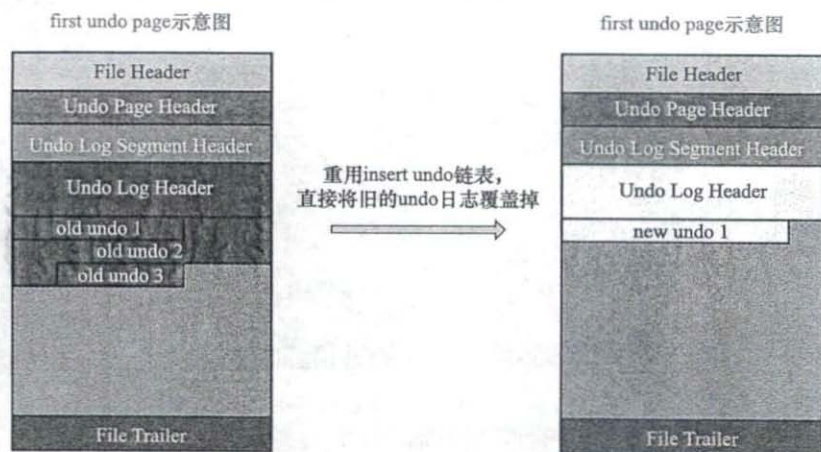 first undo page示意图
File Header
Undo Page Header
Undo Log Segment Header
Undo Log Header
old undo 1
old undo 2
old undo 3
File Trailer
重用insert undo链表，
直接将旧的undo日志覆盖掉
first undo page示意图
File Header
Undo Page Header
Undo Log Segment Header
Undo Log Header
new undo 1
File Trailer